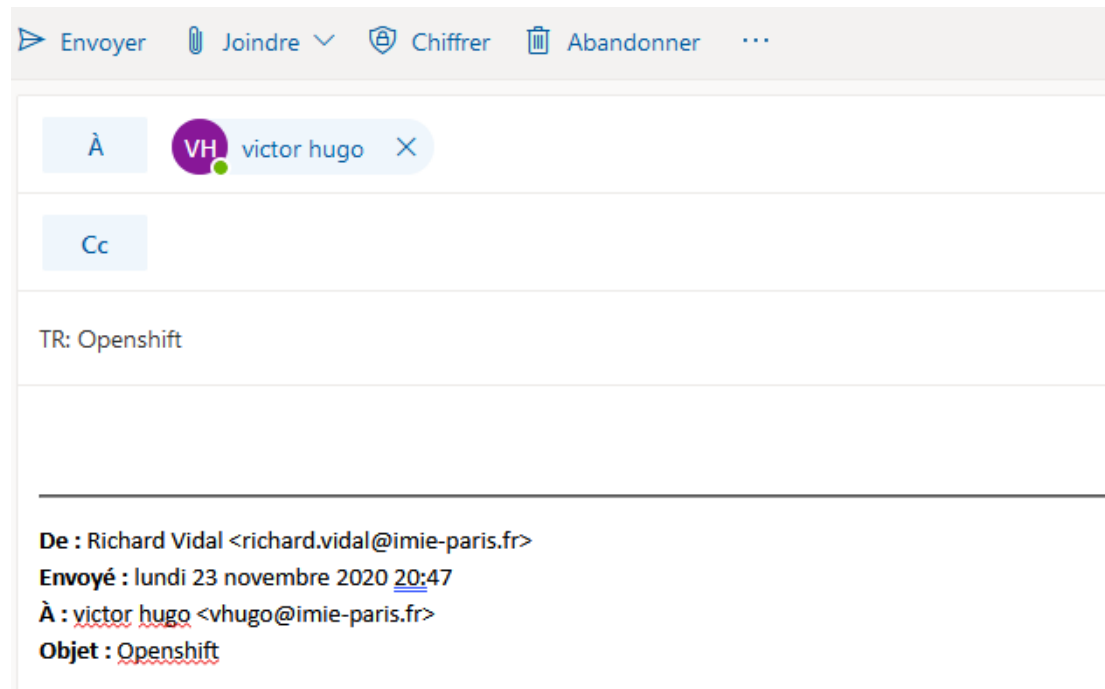 Envoyer Joindre Chiffrer Abandonner ...
À VH victor hugo
Cc
TR: Openshift
De : Richard Vidal <richard.vidal@imie-paris.fr>
Envoyé : lundi 23 novembre 2020 20:47
À : victor hugo <vhugo@imie-paris.fr>
Objet : Openshift